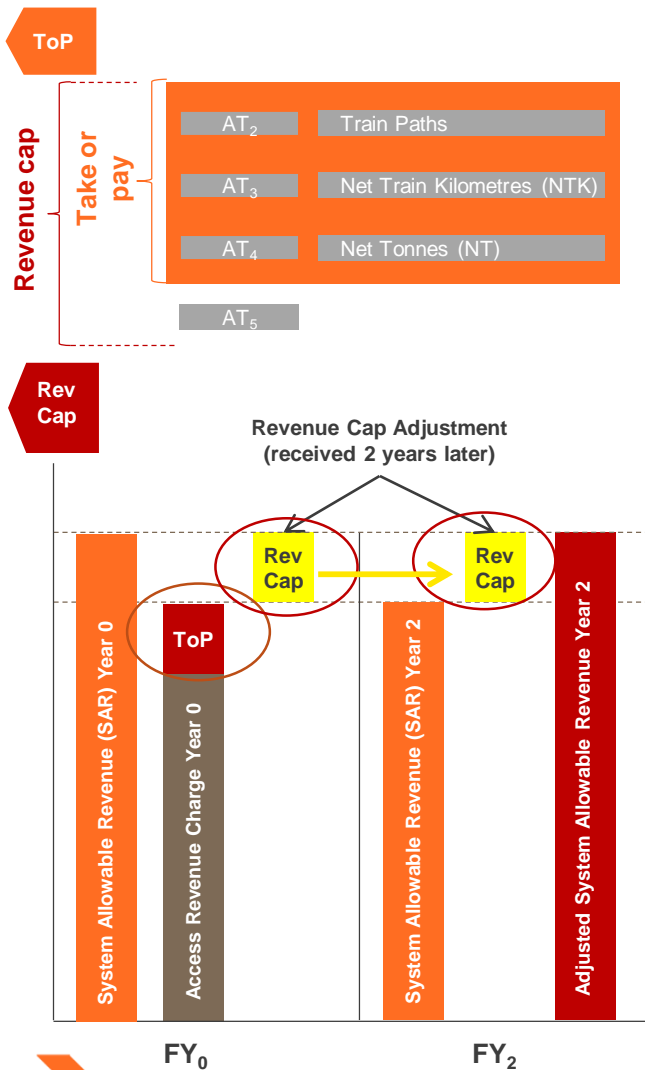 ToP
Revenue cap
Take or
pay
AT₂ Train Paths
AT₃ Net Train Kilometres (NTK)
AT₄ Net Tonnes (NT)
AT₅
Rev
Cap
Revenue Cap Adjustment
(received 2 years later)
System Allowable Revenue (SAR) Year 0
ToP
Access Revenue Charge Year 0
Rev
Cap
System Allowable Revenue (SAR) Year 2
Rev
Cap
Adjusted System Allowable Revenue Year 2
FY₀
FY₂